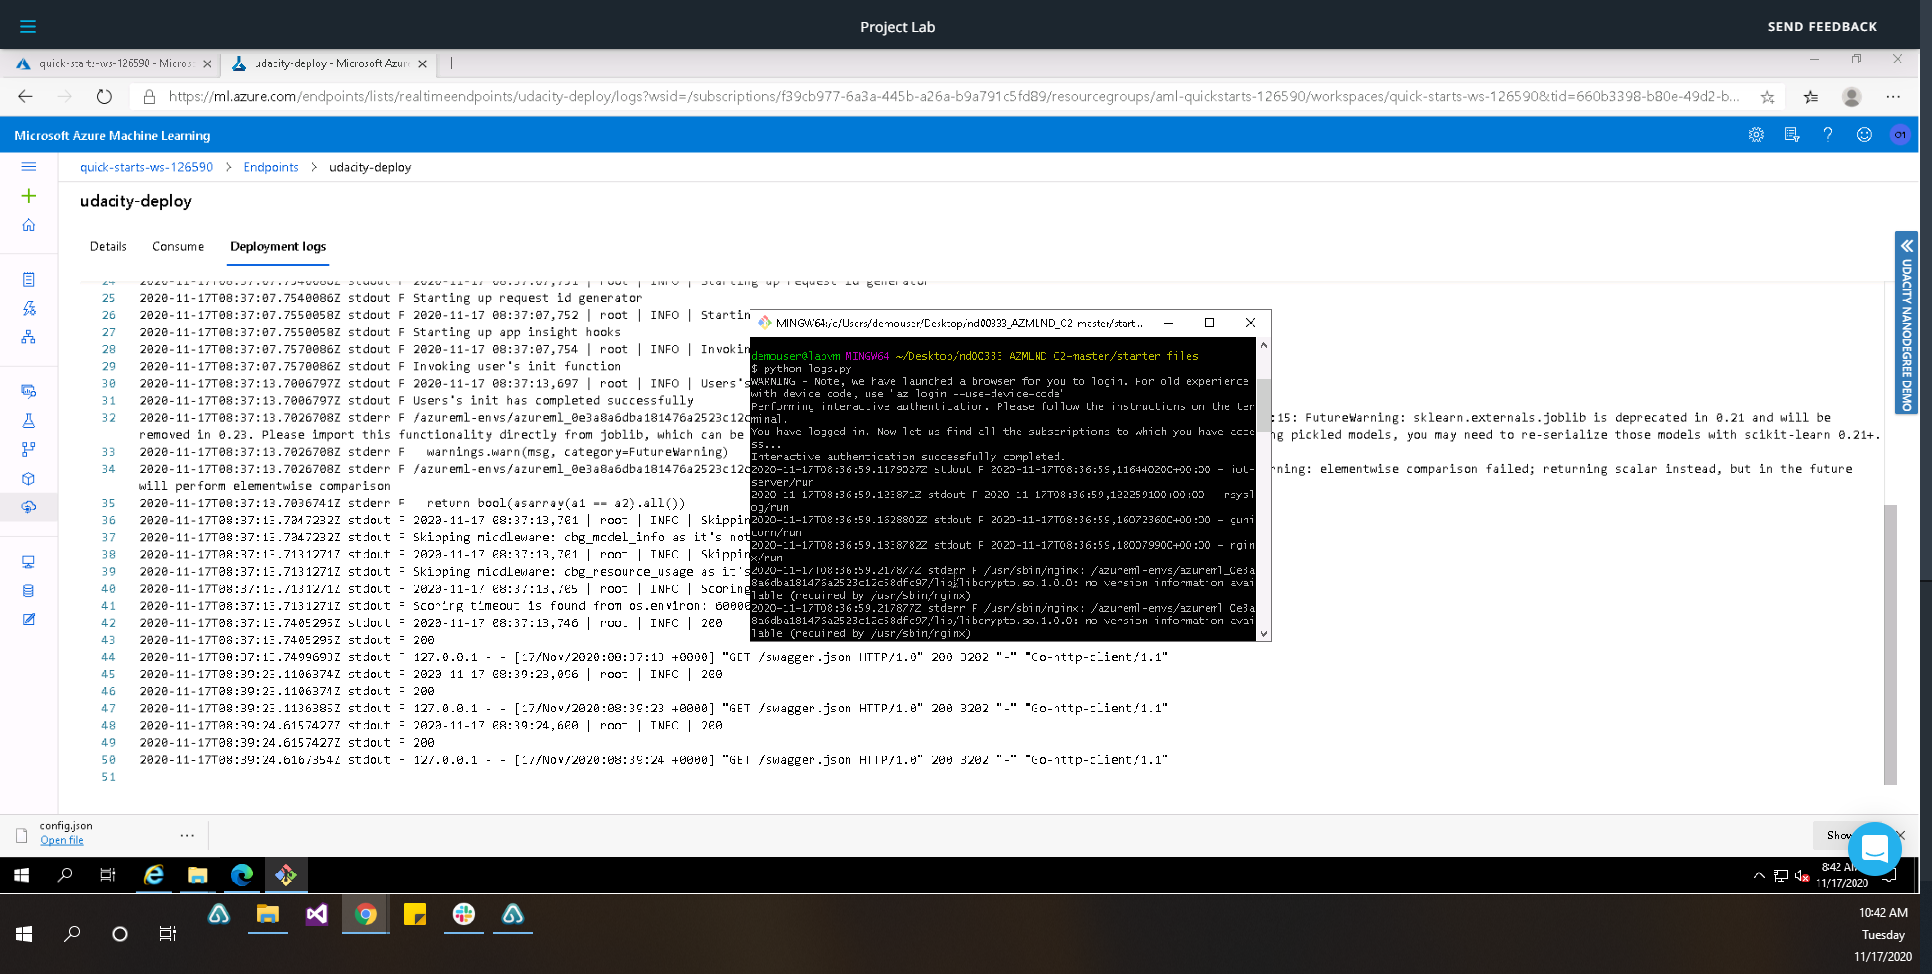 Project Lab
SEND FEEDBACK
quick-starts-ws-126590 - Micros
udacity-deploy - Microsoft Azur
https://ml.azure.com/endpoints/lists/realtimeendpoints/udacity-deploy/logs?wsid=/subscriptions/f39cb977-6a3a-445b-a26a-b9a791c5fd89/resourcegroups/aml-quickstarts-126590/workspaces/quick-starts-ws-126590&tid=660b3398-b80e-49d2-b...
Microsoft Azure Machine Learning
quick-starts-ws-126590 > Endpoints > udacity-deploy
udacity-deploy
Details Consume Deployment logs
UDACITY NANODEGREE DEMO
25 2020-11-17T08:37:07.7540086Z stdout F Starting up request id generator
26 2020-11-17T08:37:07.7550058Z stdout F 2020-11-17 08:37:07,752 | root | INFO | Startin
27 2020-11-17T08:37:07.7550058Z stdout F Starting up app insight hooks
28 2020-11-17T08:37:07.7570086Z stdout F 2020-11-17 08:37:07,754 | root | INFO | Invokin
29 2020-11-17T08:37:07.7570086Z stdout F Invoking user's init function
30 2020-11-17T08:37:13.7006797Z stdout F 2020-11-17 08:37:13,697 | root | INFO | Users's
31 2020-11-17T08:37:13.7006797Z stdout F Users's init has completed successfully
32 2020-11-17T08:37:13.7026708Z stderr F /azureml-envs/azureml_0e3a8a6dba181476a2523c12c :15: FutureWarning: sklearn.externals.joblib is deprecated in 0.21 and will be
removed in 0.23. Please import this functionality directly from joblib, which can be ng pickled models, you may need to re-serialize those models with scikit-learn 0.21+.
33 2020-11-17T08:37:13.7026708Z stderr F warnings.warn(msg, category=FutureWarning)
34 2020-11-17T08:37:13.7026708Z stderr F /azureml-envs/azureml_0e3a8a6dba181476a2523c12c rning: elementwise comparison failed; returning scalar instead, but in the future
will perform elementwise comparison
35 2020-11-17T08:37:13.7036741Z stderr F return bool(asarray(a1 == a2).all())
36 2020-11-17T08:37:13.7047232Z stdout F 2020-11-17 08:37:13,701 | root | INFO | Skippin
37 2020-11-17T08:37:13.7047232Z stdout F Skipping middleware: cbg_model_info as it's not
38 2020-11-17T08:37:13.7131271Z stdout F 2020-11-17 08:37:13,701 | root | INFO | Skippin
39 2020-11-17T08:37:13.7131271Z stdout F Skipping middleware: cbg_resource_usage as it's
40 2020-11-17T08:37:13.7131271Z stdout F 2020-11-17 08:37:13,705 | root | INFO | Scoring
41 2020-11-17T08:37:13.7131271Z stdout F Scoring timeout is found from os.environ: 60000
42 2020-11-17T08:37:13.7405295Z stdout F 2020-11-17 08:37:13,746 | root | INFO | 200
43 2020-11-17T08:37:13.7405295Z stdout F 200
44 2020-11-17T08:37:13.7499693Z stdout F 127.0.0.1 - - [17/Nov/2020:08:37:13 +0000] "GET /swagger.json HTTP/1.0" 200 3202 "-" "Go-http-client/1.1"
45 2020-11-17T08:39:23.1106374Z stdout F 2020-11-17 08:39:23,096 | root | INFO | 200
46 2020-11-17T08:39:23.1106374Z stdout F 200
47 2020-11-17T08:39:23.1136385Z stdout F 127.0.0.1 - - [17/Nov/2020:08:39:23 +0000] "GET /swagger.json HTTP/1.0" 200 3202 "-" "Go-http-client/1.1"
48 2020-11-17T08:39:24.6157427Z stdout F 2020-11-17 08:39:24,600 | root | INFO | 200
49 2020-11-17T08:39:24.6157427Z stdout F 200
50 2020-11-17T08:39:24.6167354Z stdout F 127.0.0.1 - - [17/Nov/2020:08:39:24 +0000] "GET /swagger.json HTTP/1.0" 200 3202 "-" "Go-http-client/1.1"
51
MINGW64:/c/Users/demouser/Desktop/nd00333_AZMLND_C2-master/start...
demouser@labvm MINGW64 ~/Desktop/nd00333_AZMLND_C2-master/starter_files
$ python logs.py
WARNING - Note, we have launched a browser for you to login. For old experience
with device code, use "az login --use-device-code"
Performing interactive authentication. Please follow the instructions on the ter
minal.
You have logged in. Now let us find all the subscriptions to which you have acce
ss...
Interactive authentication successfully completed.
2020-11-17T08:36:59.1179027Z stdout F 2020-11-17T08:36:59,116440200+00:00 - iot-
server/run
2020-11-17T08:36:59.123871Z stdout F 2020-11-17T08:36:59,122259100+00:00 - rsysl
og/run
2020-11-17T08:36:59.1628802Z stdout F 2020-11-17T08:36:59,160723600+00:00 - guni
corn/run
2020-11-17T08:36:59.1838782Z stdout F 2020-11-17T08:36:59,180079900+00:00 - ngin
x/run
2020-11-17T08:36:59.217877Z stderr F /usr/sbin/nginx: /azureml-envs/azureml_0e3a
8a6dba181476a2523c12c58dfc97/lib/libcrypto.so.1.0.0: no version information avai
lable (required by /usr/sbin/nginx)
2020-11-17T08:36:59.217877Z stderr F /usr/sbin/nginx: /azureml-envs/azureml_0e3a
8a6dba181476a2523c12c58dfc97/lib/libcrypto.so.1.0.0: no version information avai
lable (required by /usr/sbin/nginx)
config.json
Open file
Show
8:42 AM
11/17/2020
10:42 AM
Tuesday
11/17/2020